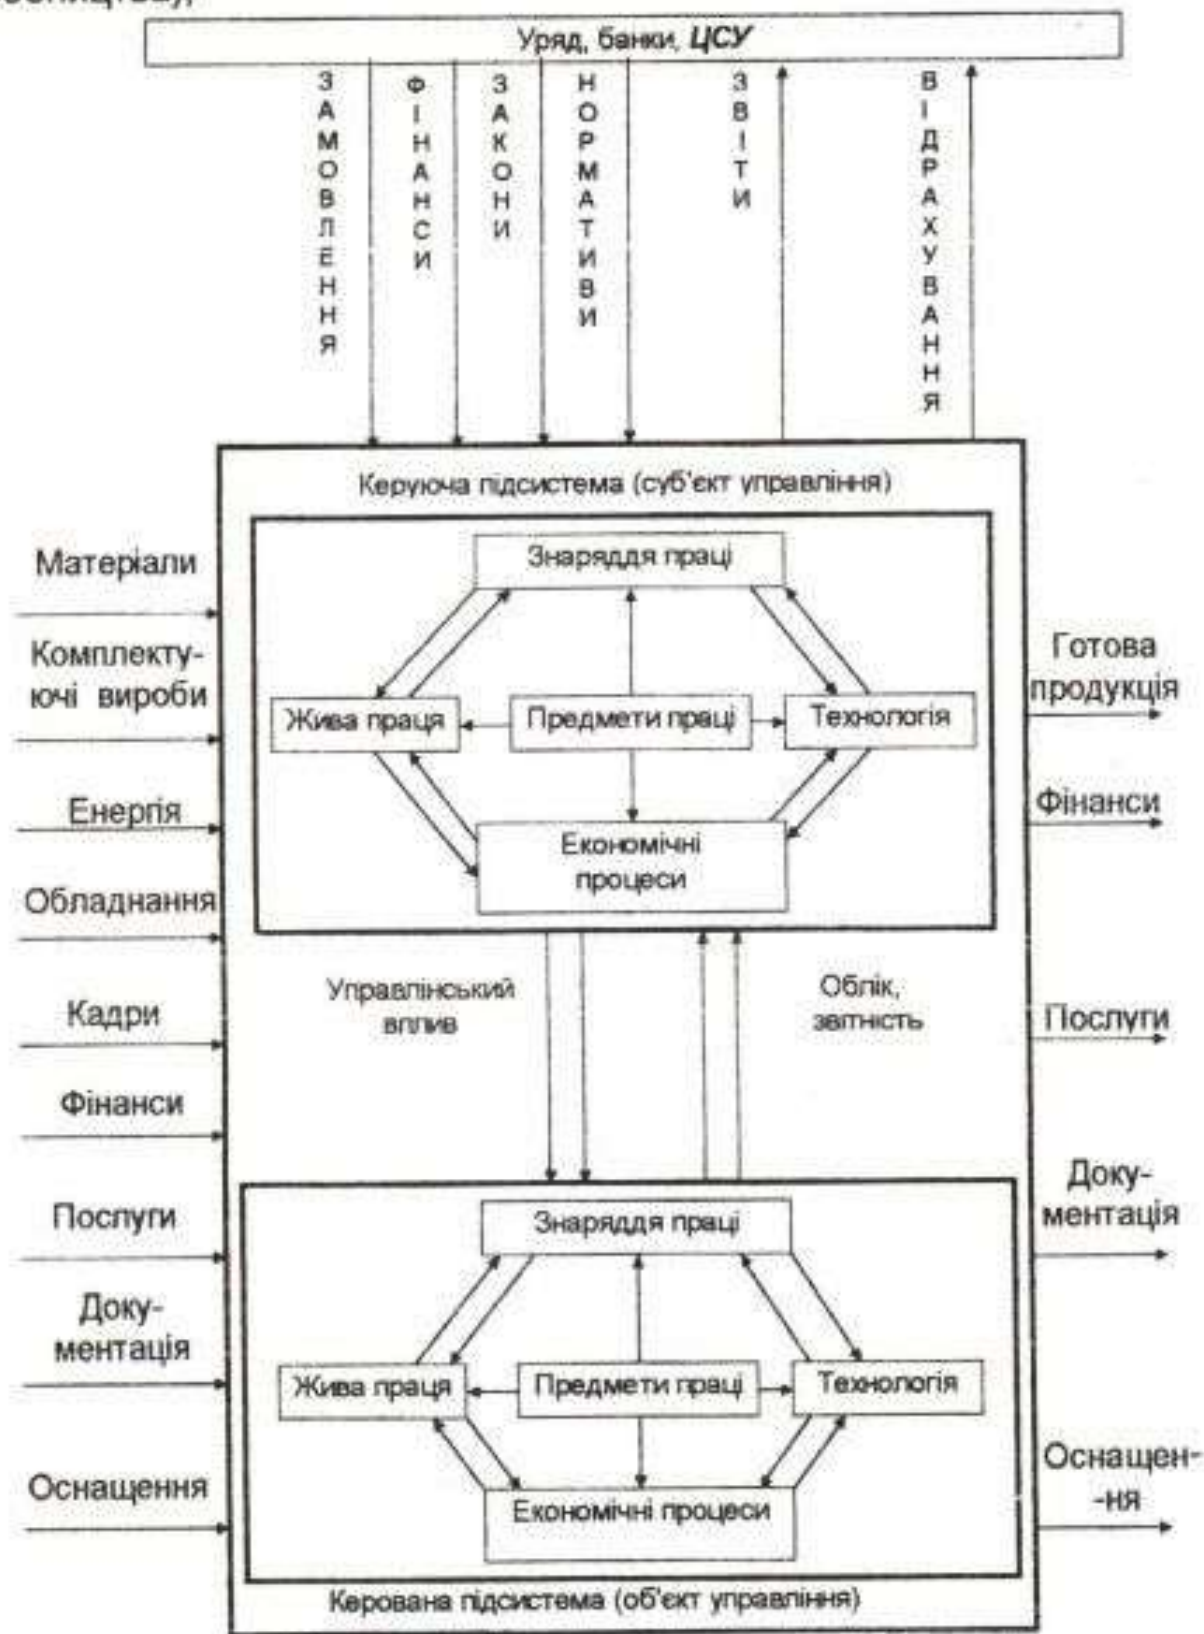 Уряд, банки, ЦСУ
ЗАМОВЛЕННЯ
ФІНАНСИ
ЗАКОНИ
НОРМАТИВИ
ЗВІТИ
ВІДРАХУВАННЯ
Керуюча підсистема (суб'єкт управління)
Знаряддя праці
Жива праця
Предмети праці
Технологія
Економічні
процеси
Матеріали
Комплекту-
ючі вироби
Енергія
Обладнання
Кадри
Фінанси
Послуги
Доку-
ментація
Оснащення
Управлінський
вплив
Облік,
звітність
Готова
продукція
Фінанси
Послуги
Доку-
ментація
Оснащен-
-ня
Знаряддя праці
Жива праця
Предмети праці
Технологія
Економічні процеси
Керована підсистема (об'єкт управління)